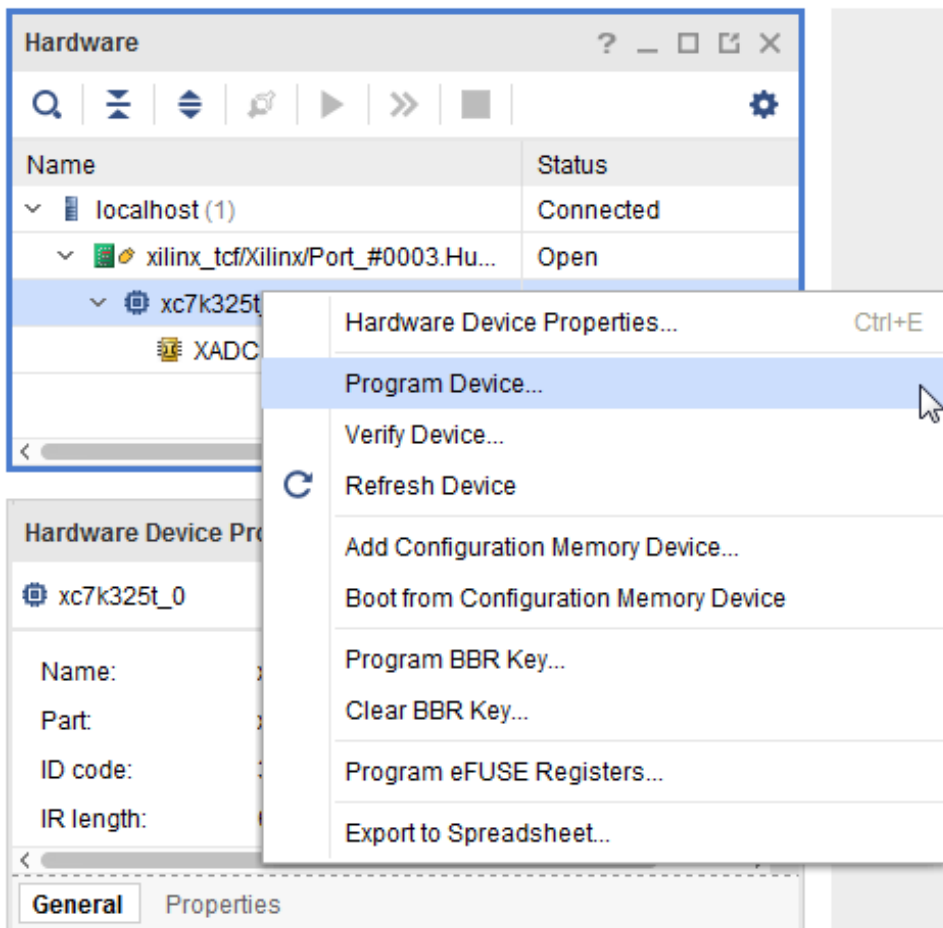 Hardware
Name Status
localhost (1) Connected
xilinx_tcf/Xilinx/Port_#0003.Hu... Open
xc7k325t
XADC
Hardware Device Properties... Ctrl+E
Program Device...
Verify Device...
Refresh Device
Add Configuration Memory Device...
Boot from Configuration Memory Device
Program BBR Key...
Clear BBR Key...
Program eFUSE Registers...
Export to Spreadsheet...
Hardware Device
xc7k325t_0
Name:
Part:
ID code:
IR length:
General Properties